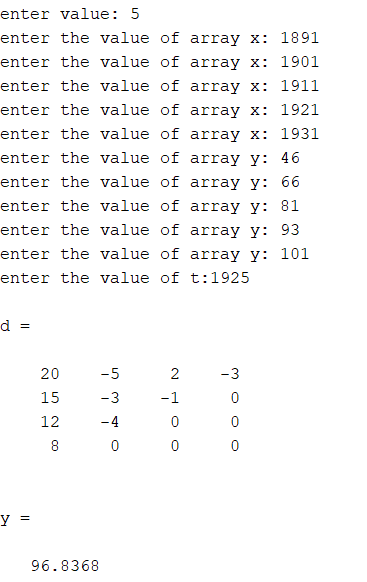 enter value: 5
enter the value of array x: 1891
enter the value of array x: 1901
enter the value of array x: 1911
enter the value of array x: 1921
enter the value of array x: 1931
enter the value of array y: 46
enter the value of array y: 66
enter the value of array y: 81
enter the value of array y: 93
enter the value of array y: 101
enter the value of t:1925
d =
20 -5 2 -3
15 -3 -1 0
12 -4 0 0
8 0 0 0
y =
96.8368